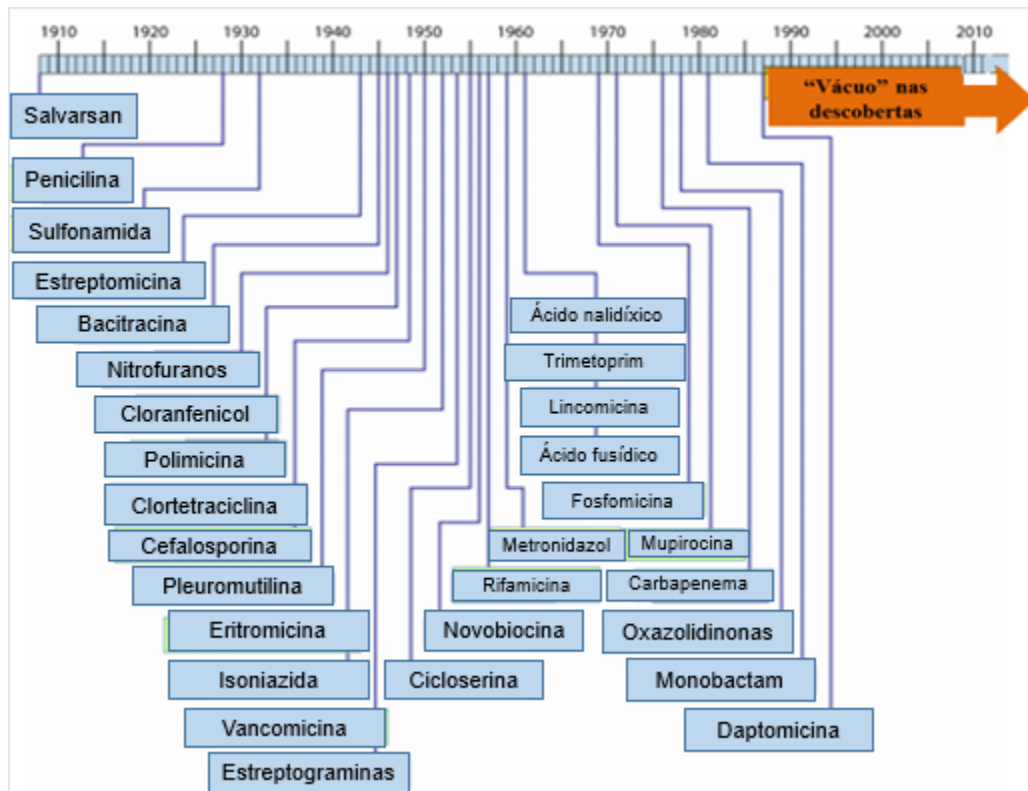 1910 1920 1930 1940 1950 1960 1970 1980 1990 2000 2010
“Vácuo” nas
descobertas
Salvarsan
Penicilina
Sulfonamida
Estreptomicina
Bacitracina
Nitrofuranos
Cloranfenicol
Polimicina
Clortetraciclina
Cefalosporina
Pleuromutilina
Eritromicina
Isoniazida
Vancomicina
Estreptograminas
Ácido nalidíxico
Trimetoprim
Lincomicina
Ácido fusídico
Fosfomicina
Metronidazol
Mupirocina
Rifamicina
Carbapenema
Novobiocina
Oxazolidinonas
Cicloserina
Monobactam
Daptomicina